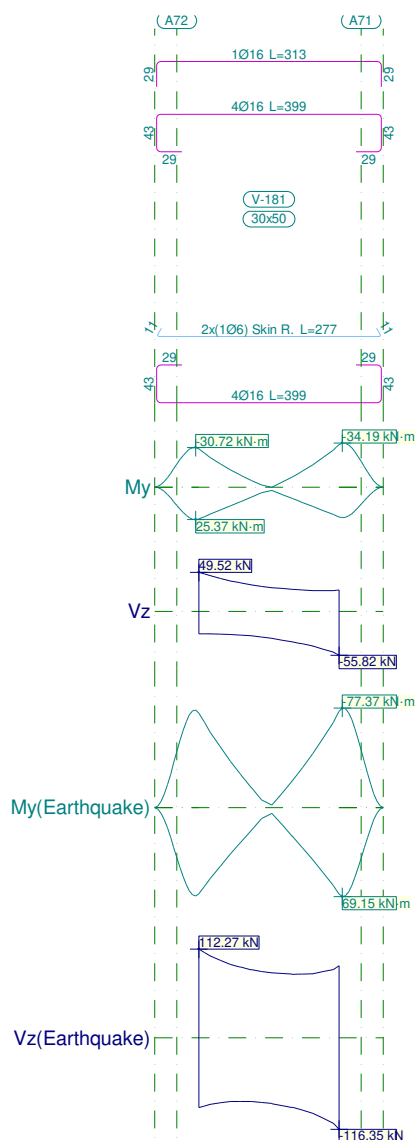 A72 A71
1Ø16 L=313
29 29
4Ø16 L=399
43 43
29 29
V-181
30x50
11 2x(1Ø6) Skin R. L=277 11
29 29
43 43
4Ø16 L=399
-30.72 kN·m -34.19 kN·m
My
25.37 kN·m
49.52 kN
Vz
-55.82 kN
-77.37 kN·m
My(Earthquake)
69.15 kN·m
112.27 kN
Vz(Earthquake)
-116.35 kN